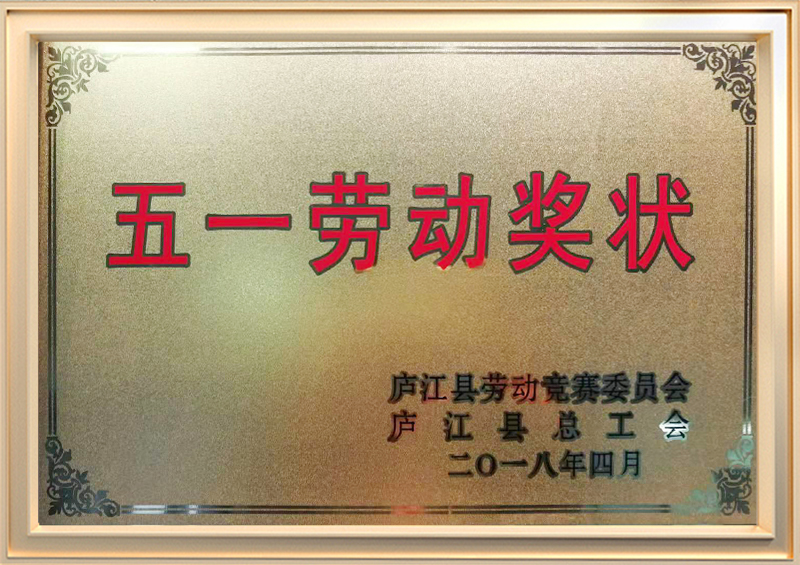 五一劳动奖状
庐江县劳动竞赛委员会
庐江县总工会
二〇一八年四月